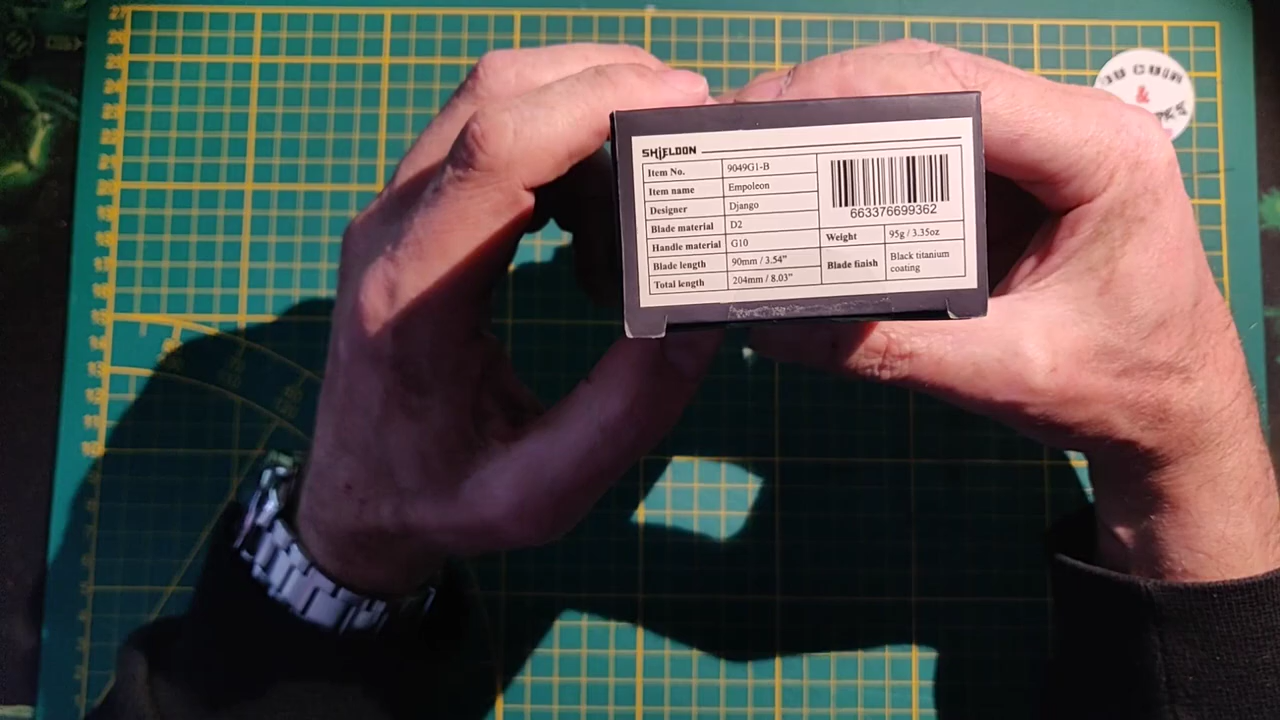 SHIELDON
Item No. 9049G1-B
Item name Empoleon
Designer Django
Blade material D2
Handle material G10
Blade length 90mm / 3.54"
Total length 204mm / 8.03"
663376699362
Weight 95g / 3.35oz
Blade finish Black titanium
coating
&